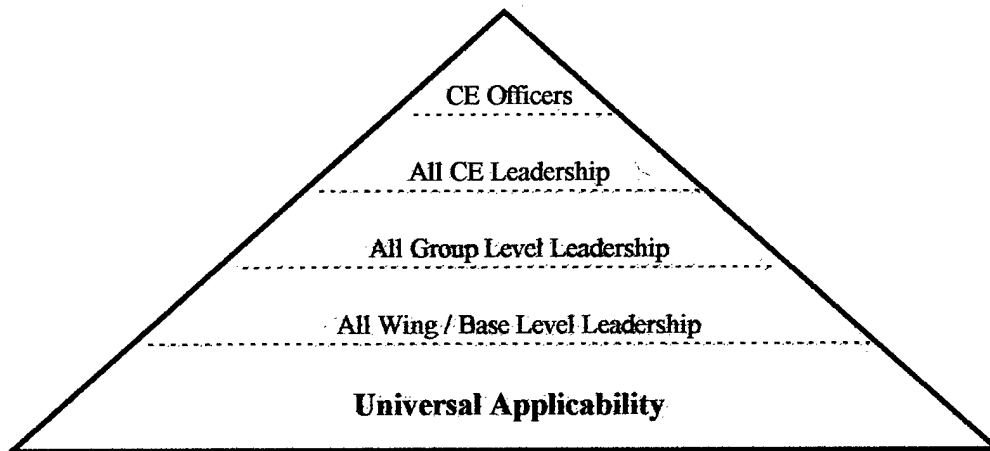 CE Officers
All CE Leadership
All Group Level Leadership
All Wing / Base Level Leadership
Universal Applicability